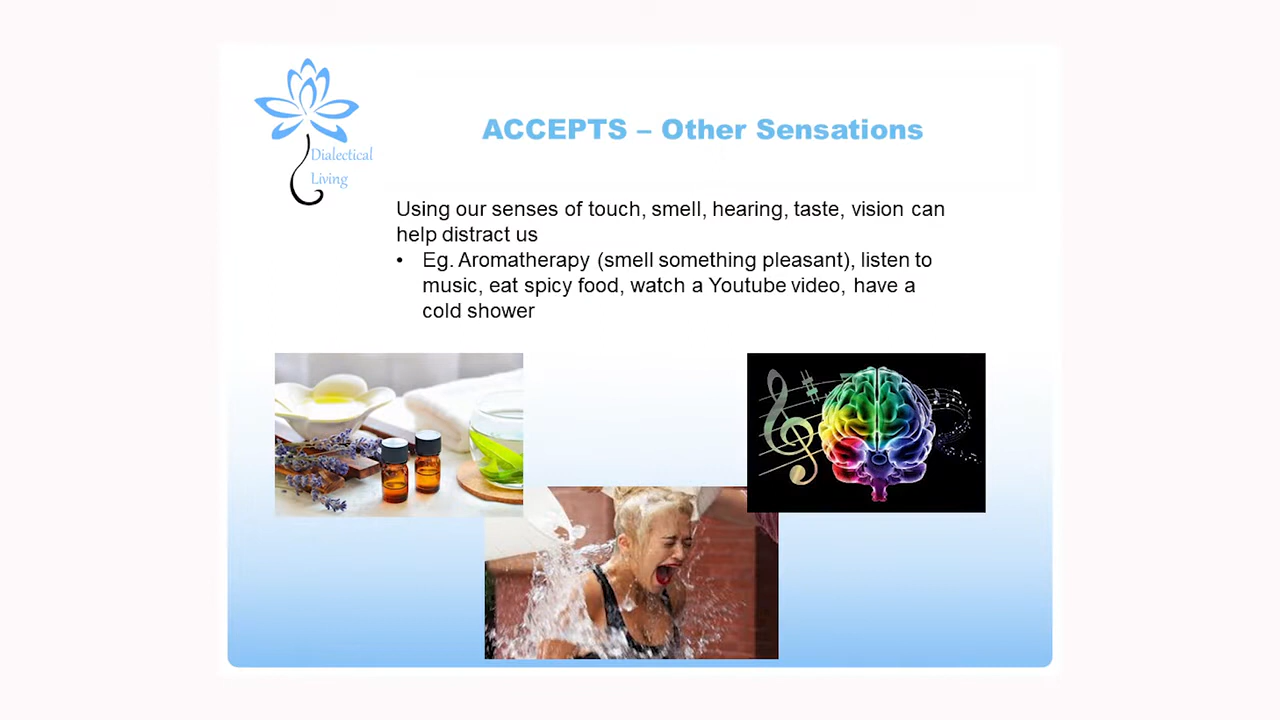 Dialectical
Living
ACCEPTS – Other Sensations
Using our senses of touch, smell, hearing, taste, vision can
help distract us
• Eg. Aromatherapy (smell something pleasant), listen to
music, eat spicy food, watch a Youtube video, have a
cold shower